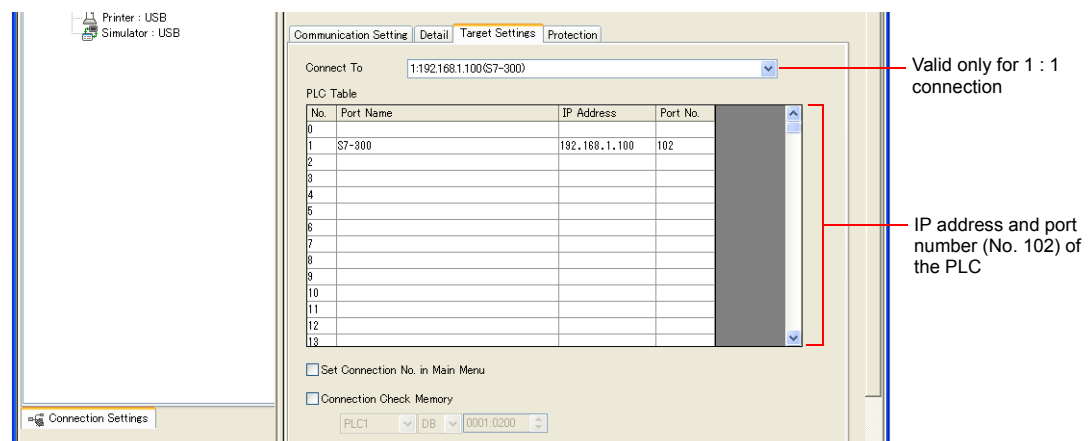 Printer : USB
Simulator : USB
Communication Setting Detail Target Settings Protection
Connect To 1:192.168.1.100(S7-300)
Valid only for 1 : 1
connection
PLC Table
No. Port Name IP Address Port No.
0
1 S7-300 192.168.1.100 102
2
3
4
5
6
7
8
9
10
11
12
13
IP address and port
number (No. 102) of
the PLC
Set Connection No. in Main Menu
Connection Check Memory
PLC1 DB 0001:0200
Connection Settings